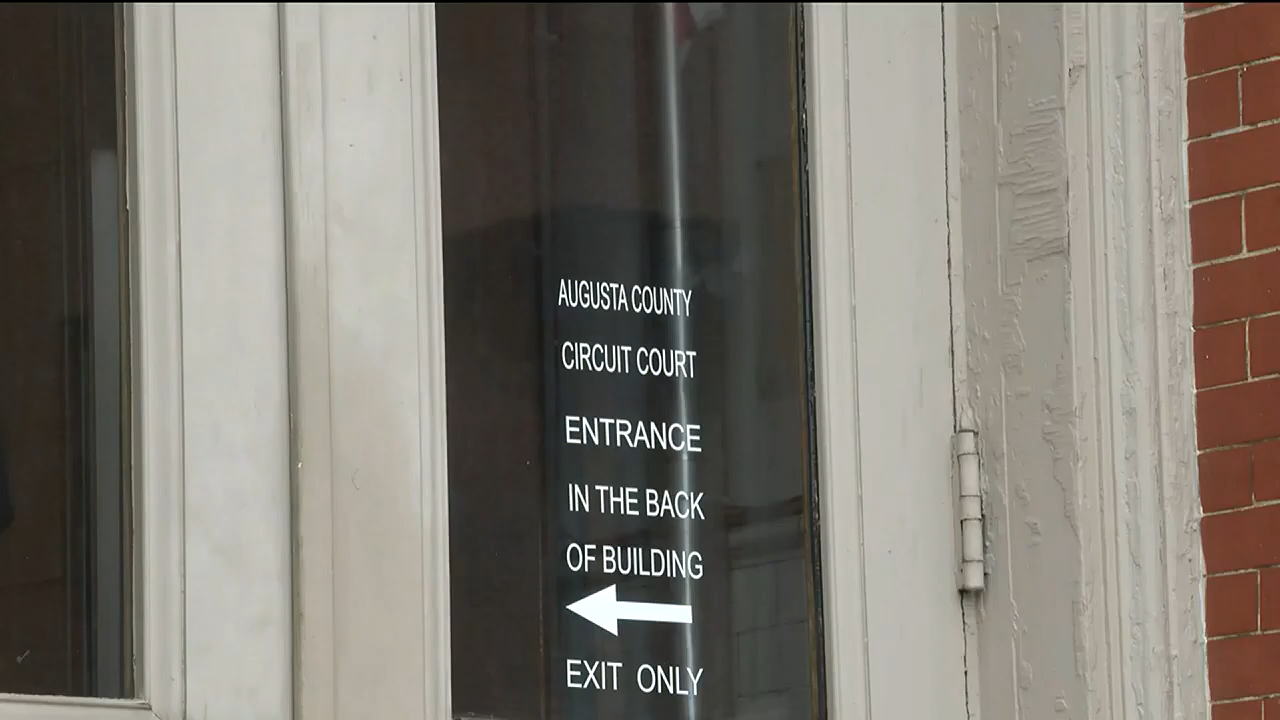 AUGUSTA COUNTY
CIRCUIT COURT
ENTRANCE
IN THE BACK
OF BUILDING
EXIT ONLY